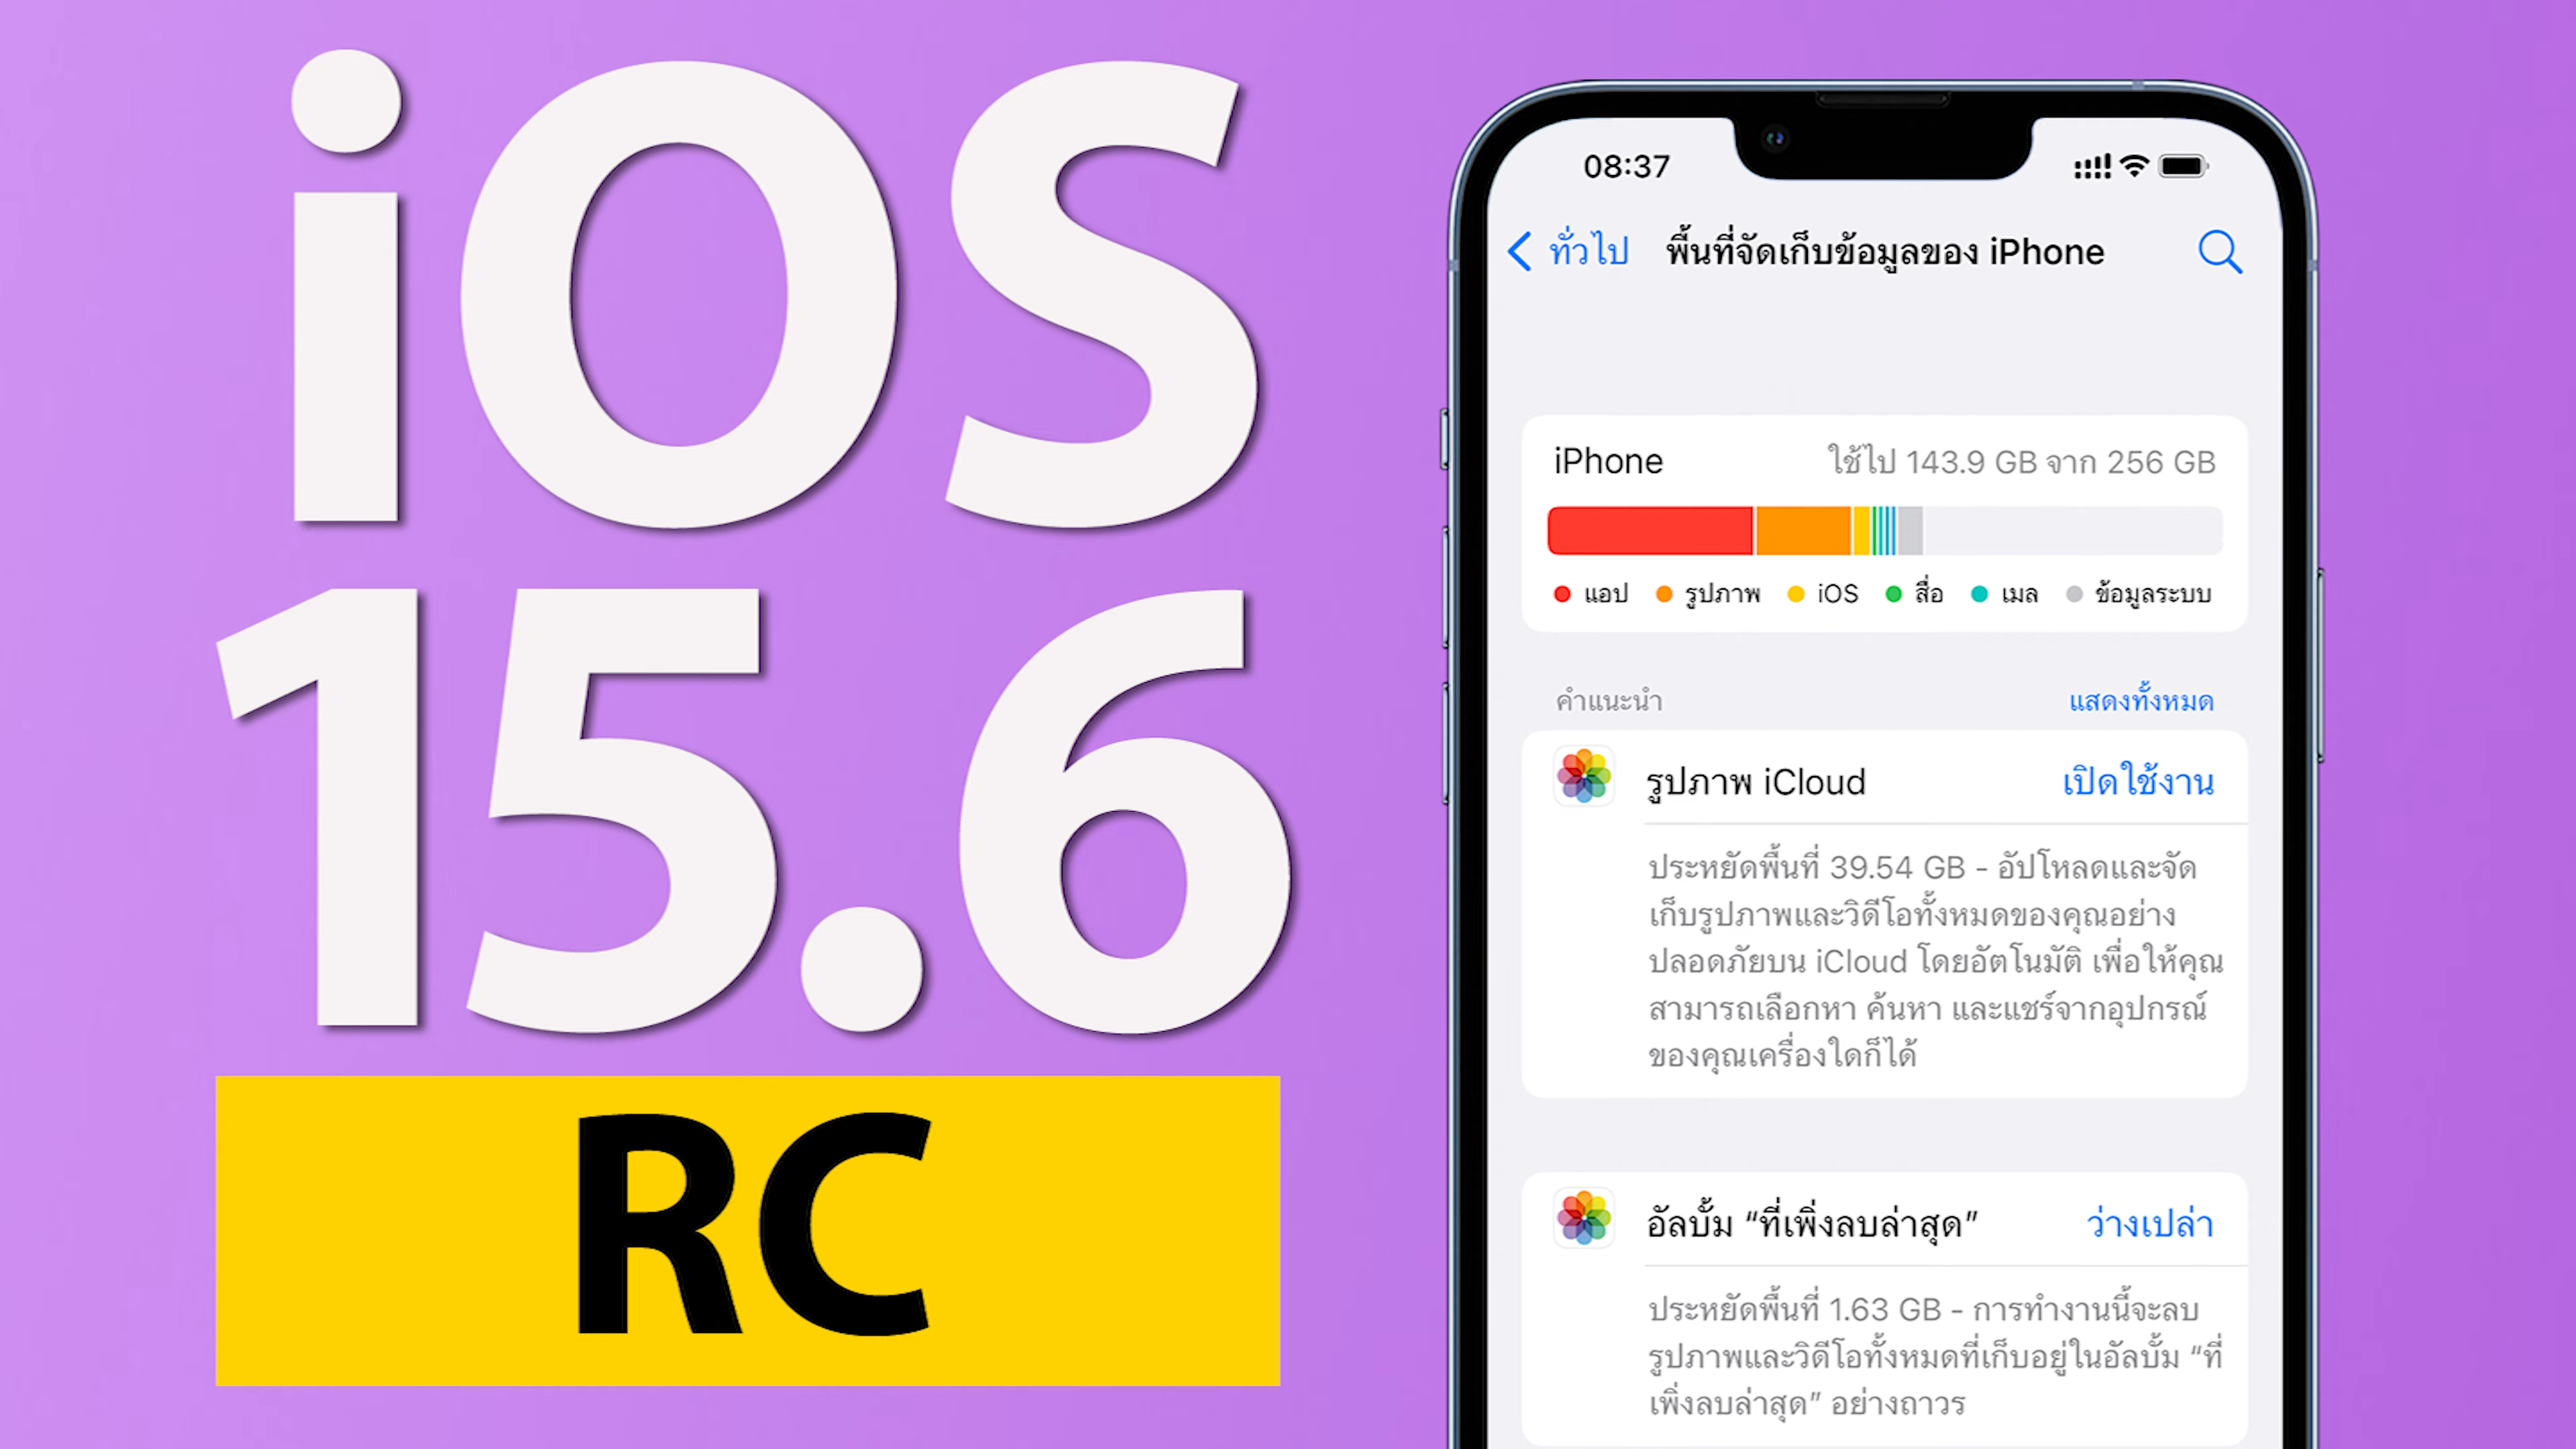 iOS
15.6
RC
08:37
ทั่วไป พื้นที่จัดเก็บข้อมูลของ iPhone
iPhone ใช้ไป 143.9 GB จาก 256 GB
แอป รูปภาพ iOS สื่อ เมล ข้อมูลระบบ
คำแนะนำ แสดงทั้งหมด
รูปภาพ iCloud เปิดใช้งาน
ประหยัดพื้นที่ 39.54 GB - อัปโหลดและจัด
เก็บรูปภาพและวิดีโอทั้งหมดของคุณอย่าง
ปลอดภัยบน iCloud โดยอัตโนมัติ เพื่อให้คุณ
สามารถเลือกหา ค้นหา และแชร์จากอุปกรณ์
ของคุณเครื่องใดก็ได้
อัลบั้ม “ที่เพิ่งลบล่าสุด” ว่างเปล่า
ประหยัดพื้นที่ 1.63 GB - การทำงานนี้จะลบ
รูปภาพและวิดีโอทั้งหมดที่เก็บอยู่ในอัลบั้ม “ที่
เพิ่งลบล่าสุด” อย่างถาวร